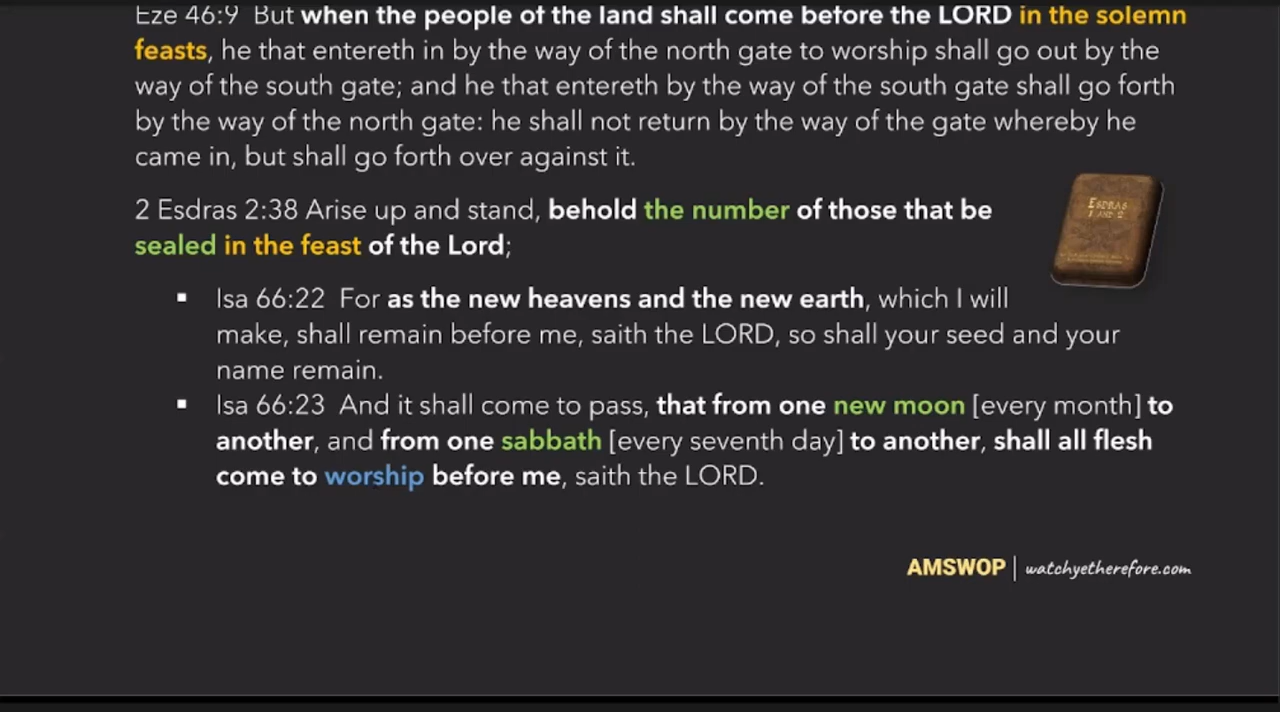 Eze 46:9 But when the people of the land shall come before the LORD in the solemn
feasts, he that entereth in by the way of the north gate to worship shall go out by the
way of the south gate; and he that entereth by the way of the south gate shall go forth
by the way of the north gate: he shall not return by the way of the gate whereby he
came in, but shall go forth over against it.
2 Esdras 2:38 Arise up and stand, behold the number of those that be
sealed in the feast of the Lord;
ESDRAS
1 AND 2
▪ Isa 66:22 For as the new heavens and the new earth, which I will
make, shall remain before me, saith the LORD, so shall your seed and your
name remain.
▪ Isa 66:23 And it shall come to pass, that from one new moon [every month] to
another, and from one sabbath [every seventh day] to another, shall all flesh
come to worship before me, saith the LORD.
AMSWOP | watchyetherefore.com